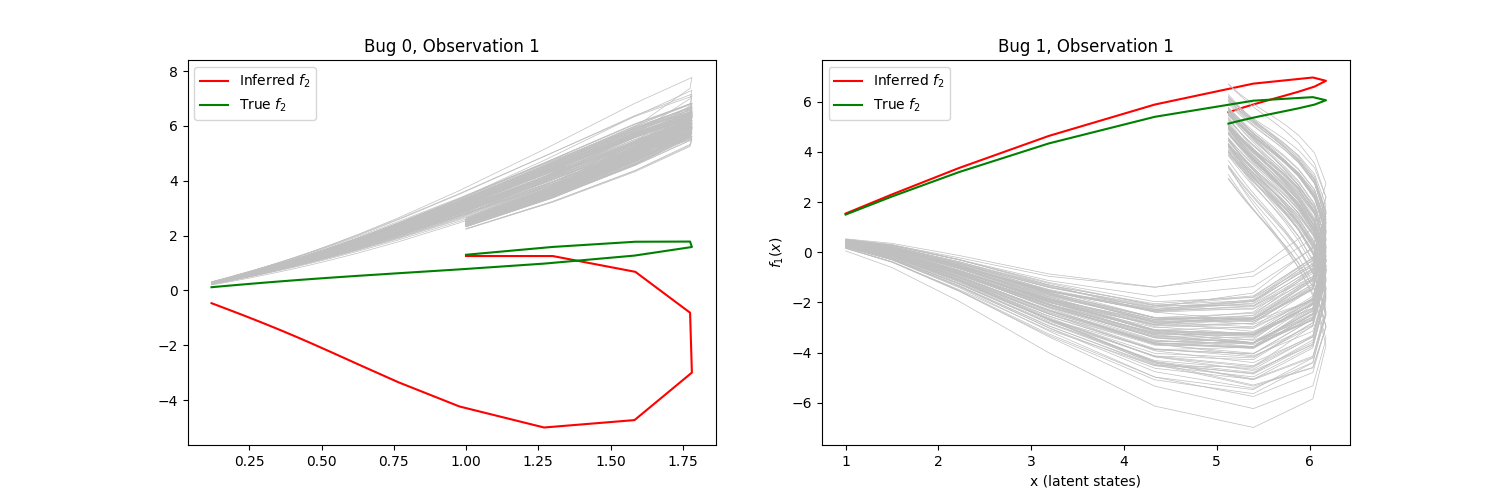 Bug 0, Observation 1
Inferred f₂
True f₂
8
6
4
2
0
−2
−4
0.25 0.50 0.75 1.00 1.25 1.50 1.75
Bug 1, Observation 1
Inferred f₂
True f₂
f₁(x)
6
4
2
0
−2
−4
−6
1 2 3 4 5 6
x (latent states)